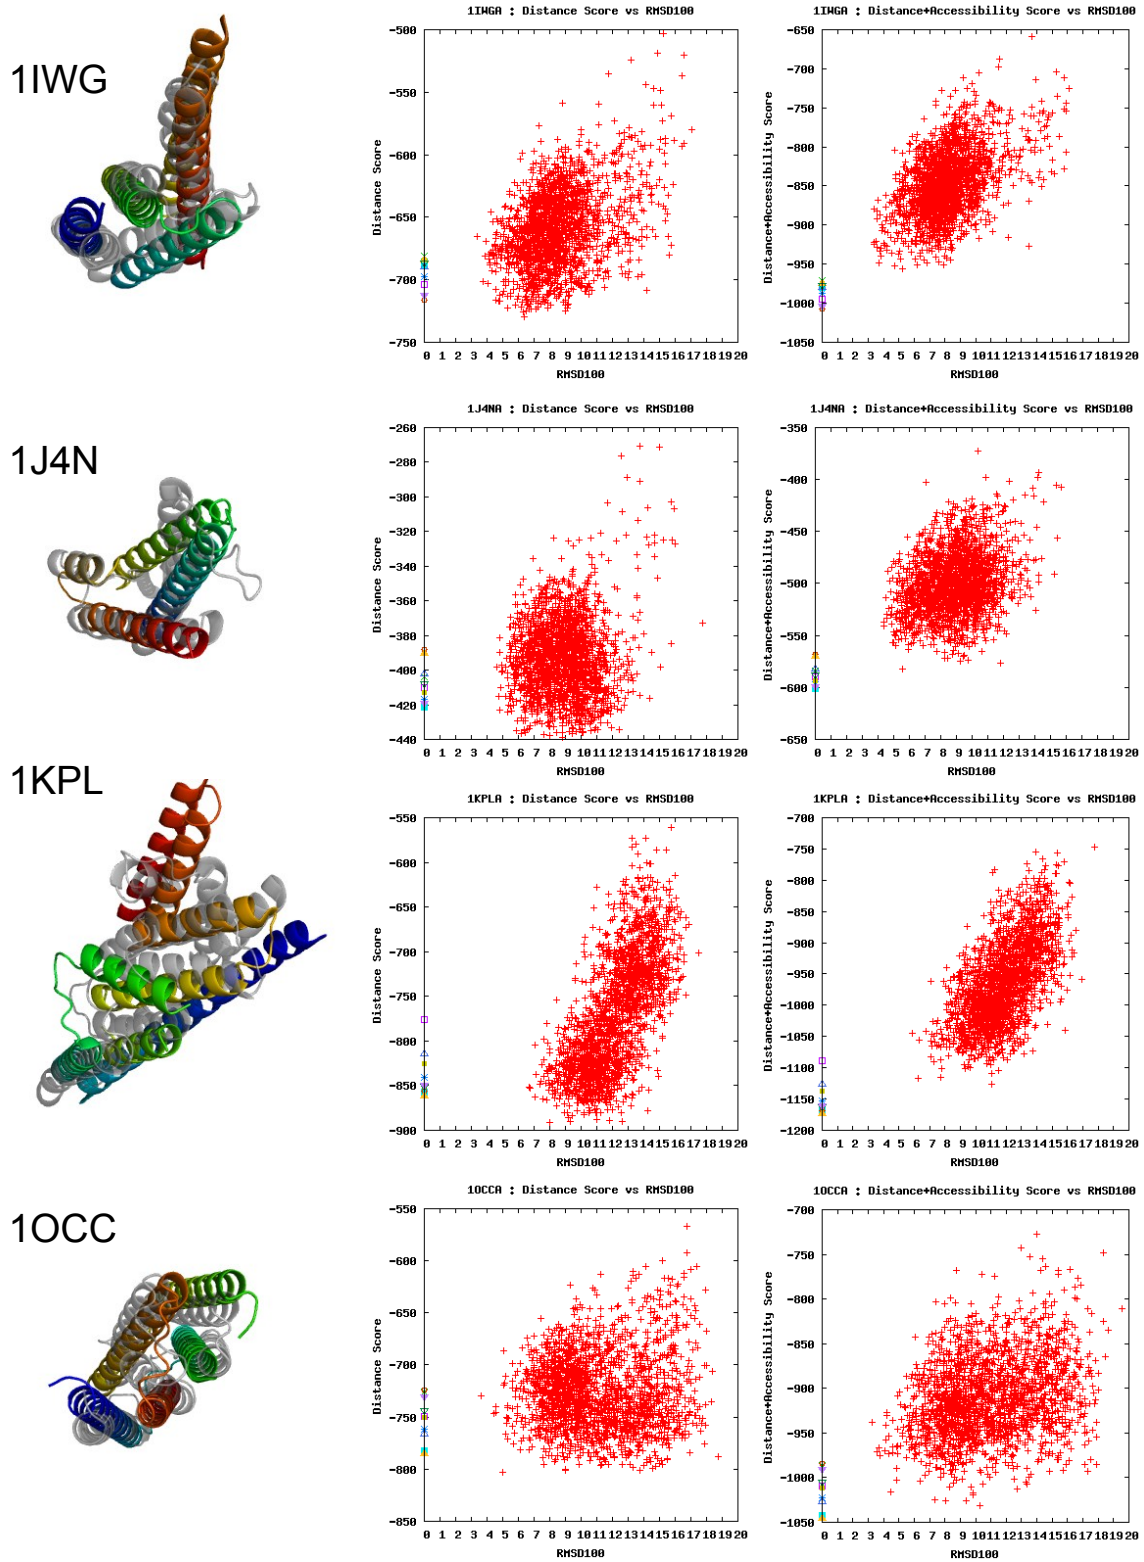 1IWG
1IWGA : Distance Score vs RMSD100
Distance Score
-500
-550
-600
-650
-700
-750
0 1 2 3 4 5 6 7 8 9 10 11 12 13 14 15 16 17 18 19 20
RMSD100
1IWGA : Distance+Accessibility Score vs RMSD100
Distance+Accessibility Score
-650
-700
-750
-800
-850
-900
-950
-1000
-1050
0 1 2 3 4 5 6 7 8 9 10 11 12 13 14 15 16 17 18 19 20
RMSD100
1J4N
1J4NA : Distance Score vs RMSD100
Distance Score
-260
-280
-300
-320
-340
-360
-380
-400
-420
-440
0 1 2 3 4 5 6 7 8 9 10 11 12 13 14 15 16 17 18 19 20
RMSD100
1J4NA : Distance+Accessibility Score vs RMSD100
Distance+Accessibility Score
-350
-400
-450
-500
-550
-600
-650
0 1 2 3 4 5 6 7 8 9 10 11 12 13 14 15 16 17 18 19 20
RMSD100
1KPL
1KPLA : Distance Score vs RMSD100
Distance Score
-550
-600
-650
-700
-750
-800
-850
-900
0 1 2 3 4 5 6 7 8 9 10 11 12 13 14 15 16 17 18 19 20
RMSD100
1KPLA : Distance+Accessibility Score vs RMSD100
Distance+Accessibility Score
-700
-800
-850
-900
-950
-1000
-1050
-1100
-1150
-1200
0 1 2 3 4 5 6 7 8 9 10 11 12 13 14 15 16 17 18 19 20
RMSD100
1OCC
1OCCA : Distance Score vs RMSD100
Distance Score
-550
-600
-650
-700
-750
-800
-850
0 1 2 3 4 5 6 7 8 9 10 11 12 13 14 15 16 17 18 19 20
RMSD100
1OCCA : Distance+Accessibility Score vs RMSD100
Distance+Accessibility Score
-700
-750
-800
-850
-900
-950
-1000
-1050
0 1 2 3 4 5 6 7 8 9 10 11 12 13 14 15 16 17 18 19 20
RMSD100